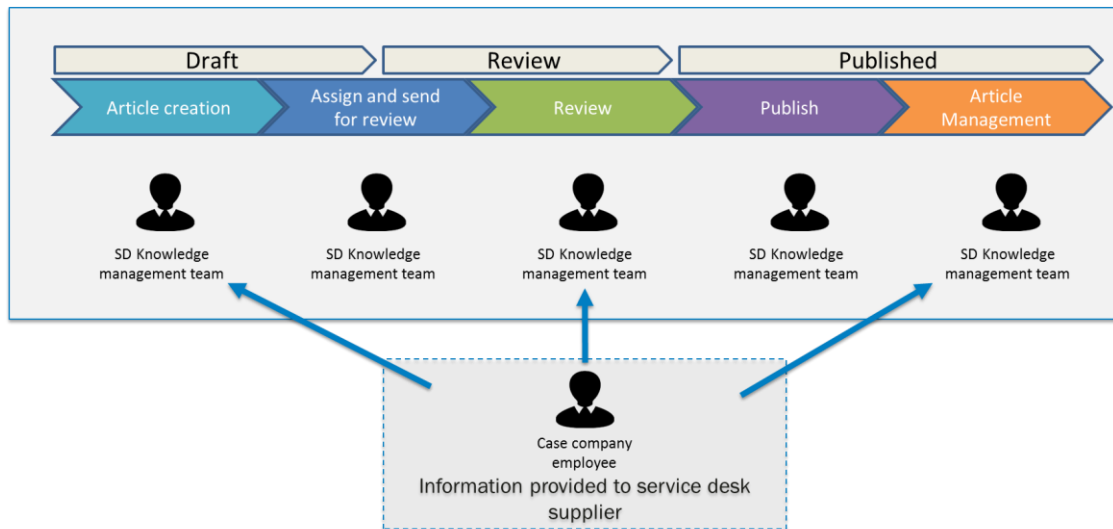 Draft
Review
Published
Article creation
Assign and send
for review
Review
Publish
Article
Management
SD Knowledge
management team
SD Knowledge
management team
SD Knowledge
management team
SD Knowledge
management team
SD Knowledge
management team
Case company
employee
Information provided to service desk
supplier